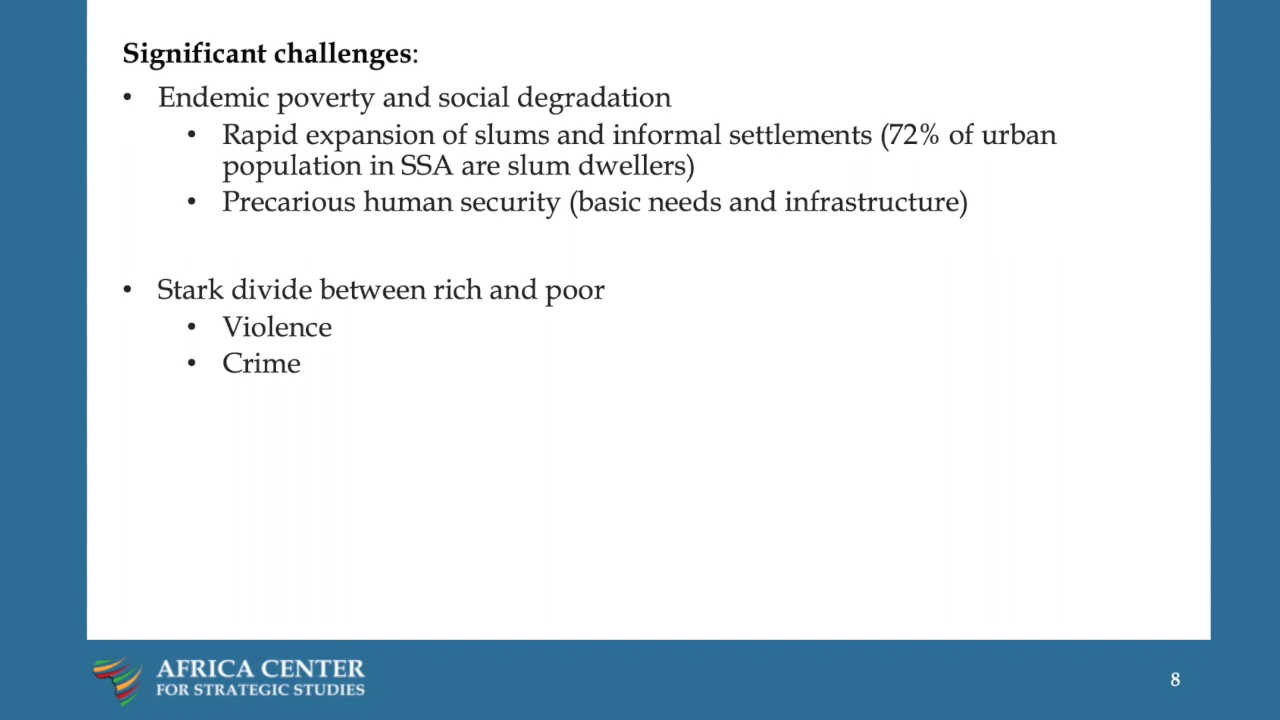 Significant challenges:
• Endemic poverty and social degradation
• Rapid expansion of slums and informal settlements (72% of urban
population in SSA are slum dwellers)
• Precarious human security (basic needs and infrastructure)
• Stark divide between rich and poor
• Violence
• Crime
AFRICA CENTER
FOR STRATEGIC STUDIES
8